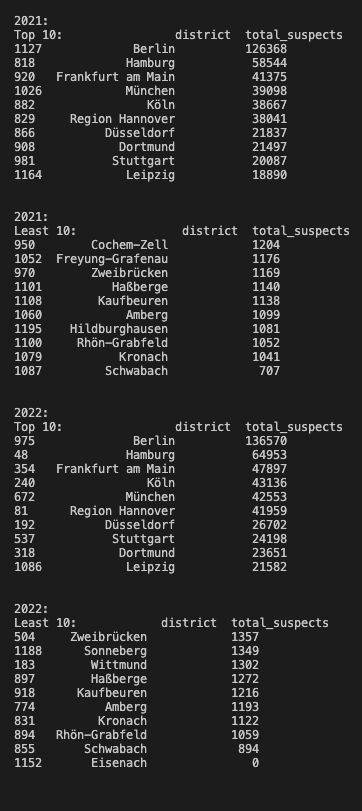 2021:
Top 10: district total_suspects
1127 Berlin 126368
818 Hamburg 58544
920 Frankfurt am Main 41375
1026 München 39098
882 Köln 38667
829 Region Hannover 38041
866 Düsseldorf 21837
908 Dortmund 21497
981 Stuttgart 20087
1164 Leipzig 18890
2021:
Least 10: district total_suspects
950 Cochem-Zell 1204
1052 Freyung-Grafenau 1176
970 Zweibrücken 1169
1101 Haßberge 1140
1108 Kaufbeuren 1138
1060 Amberg 1099
1195 Hildburghausen 1081
1100 Rhön-Grabfeld 1052
1079 Kronach 1041
1087 Schwabach 707
2022:
Top 10: district total_suspects
975 Berlin 136570
48 Hamburg 64953
354 Frankfurt am Main 47897
240 Köln 43136
672 München 42553
81 Region Hannover 41959
192 Düsseldorf 26702
537 Stuttgart 24198
318 Dortmund 23651
1086 Leipzig 21582
2022:
Least 10: district total_suspects
504 Zweibrücken 1357
1188 Sonneberg 1349
183 Wittmund 1302
897 Haßberge 1272
918 Kaufbeuren 1216
774 Amberg 1193
831 Kronach 1122
894 Rhön-Grabfeld 1059
855 Schwabach 894
1152 Eisenach 0